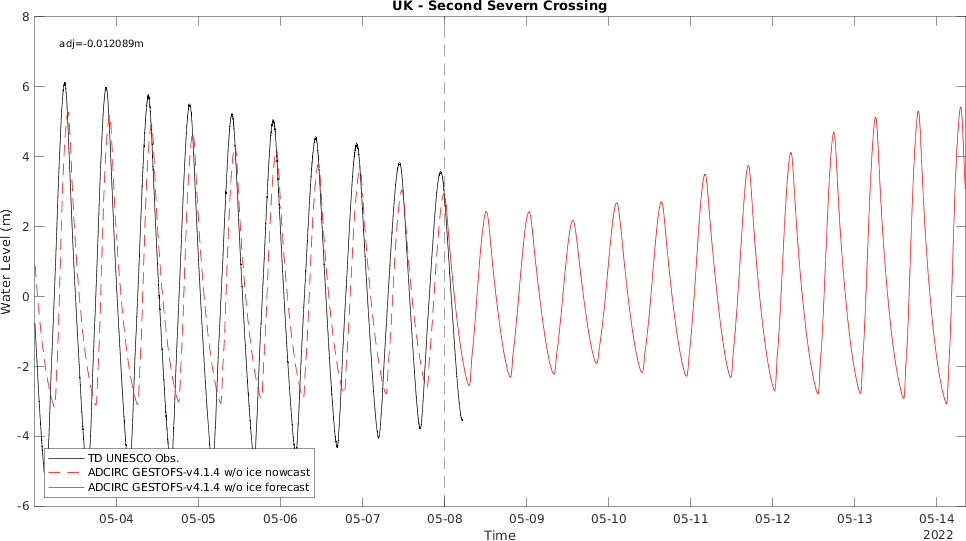 UK - Second Severn Crossing
adj=-0.012089m
8
6
4
2
0
-2
-4
-6
Water Level (m)
TD UNESCO Obs.
ADCIRC GESTOFS-v4.1.4 w/o ice nowcast
ADCIRC GESTOFS-v4.1.4 w/o ice forecast
05-04 05-05 05-06 05-07 05-08 05-09 05-10 05-11 05-12 05-13 05-14
Time
2022